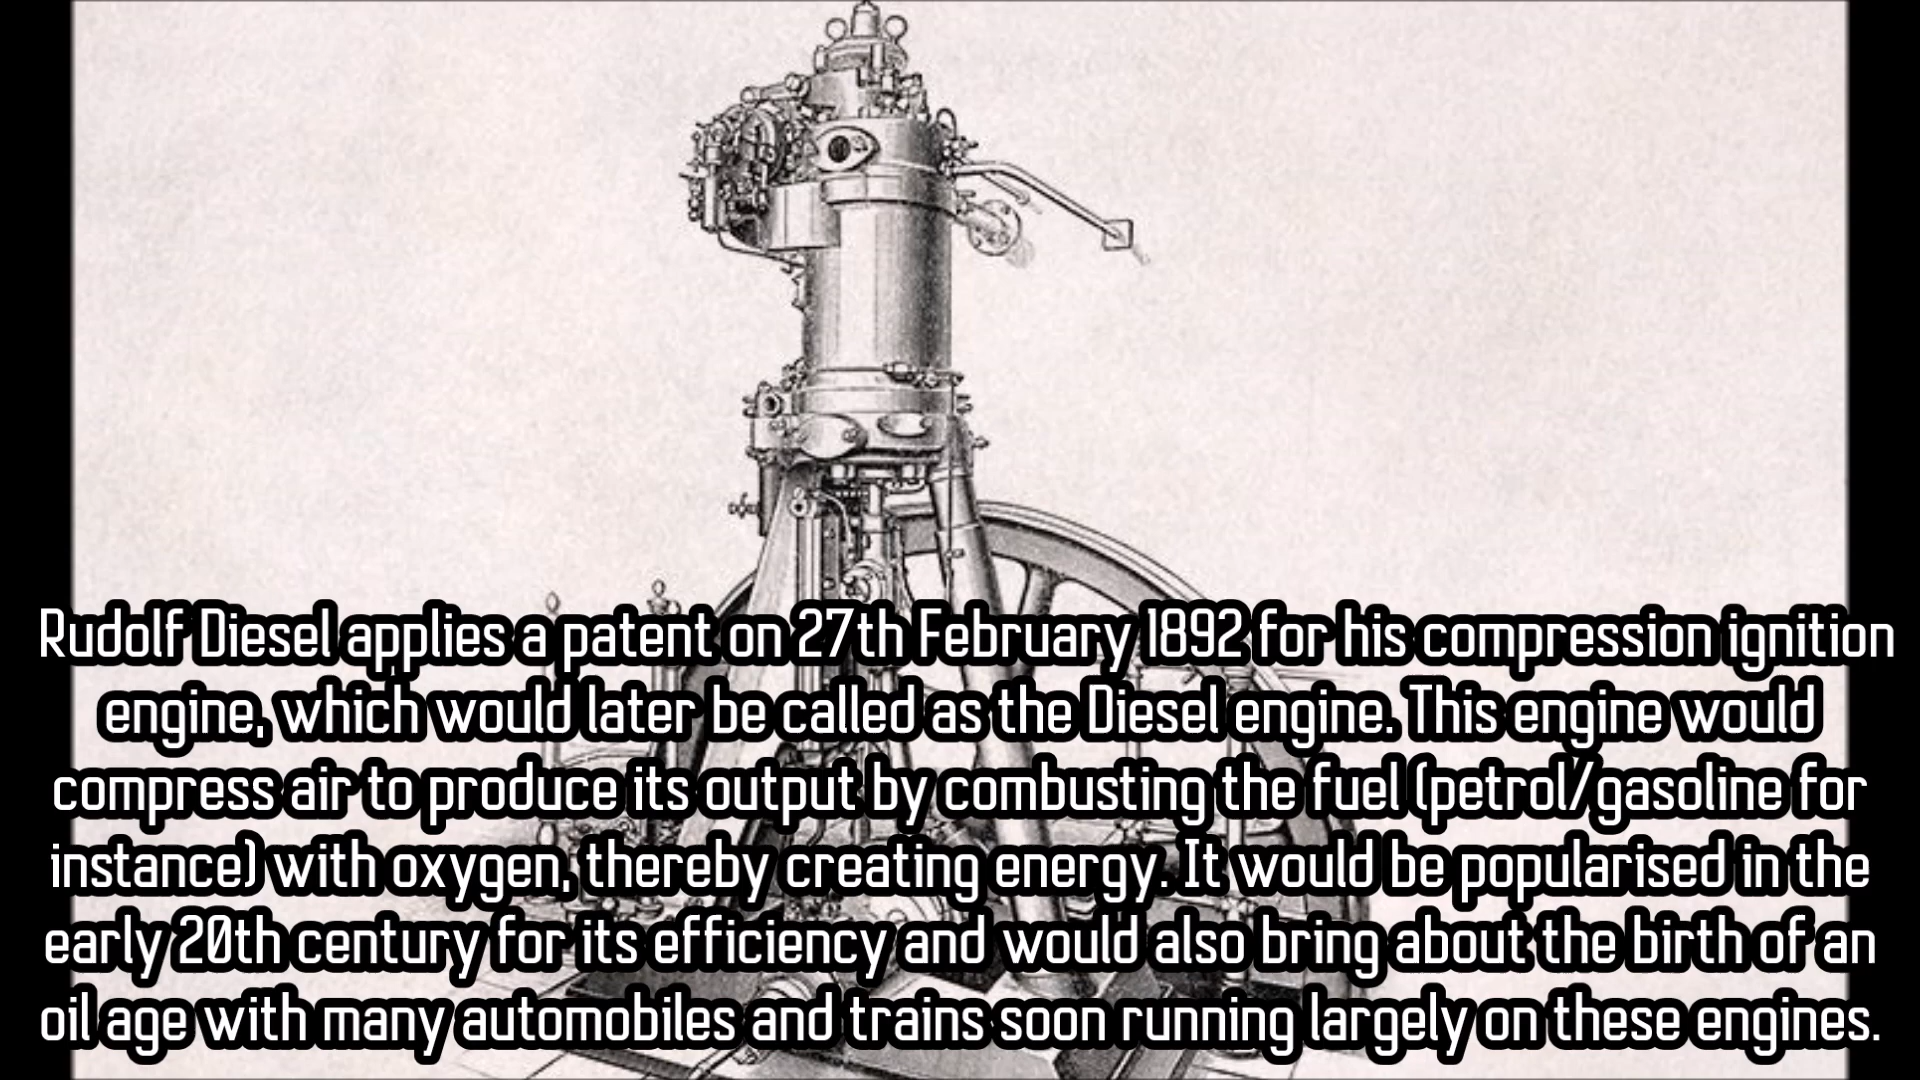 Rudolf Diesel applies a patent on 27th February 1892 for his compression ignition
engine, which would later be called as the Diesel engine. This engine would
compress air to produce its output by combusting the fuel (petrol/gasoline for
instance) with oxygen, thereby creating energy. It would be popularised in the
early 20th century for its efficiency and would also bring about the birth of an
oil age with many automobiles and trains soon running largely on these engines.